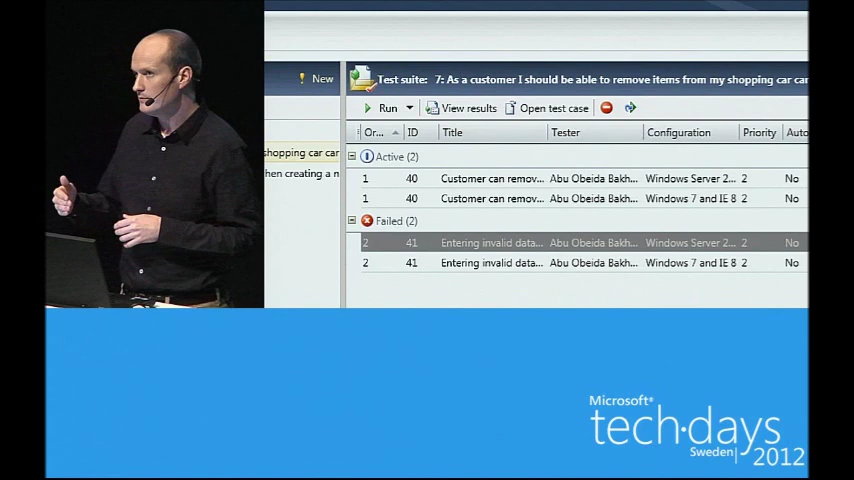 New
Test suite: 7: As a customer I should be able to remove items from my shopping car car
Run View results Open test case
shopping car car
hen creating a n
Or... ID Title Tester Configuration Priority Auto
Active (2)
1 40 Customer can remov... Abu Obeida Bakh... Windows Server 2... 2 No
1 40 Customer can remov... Abu Obeida Bakh... Windows 7 and IE 8 2 No
Failed (2)
2 41 Entering invalid data... Abu Obeida Bakh... Windows Server 2... 2 No
2 41 Entering invalid data... Abu Obeida Bakh... Windows 7 and IE 8 2 No
Microsoft®
tech·days
Sweden|
2012